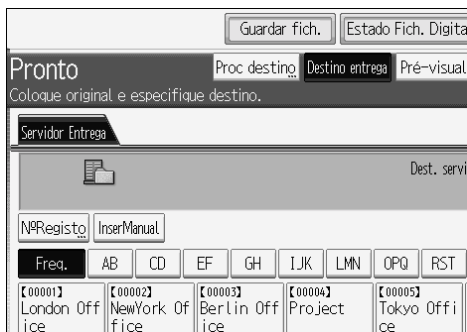 Guardar fich. Estado Fich. Digita
Pronto Proc destino Destino entrega Pré-visual
Coloque original e especifique destino.
Servidor Entrega
Dest. servi
NºRegisto InserManual
Freq. AB CD EF GH IJK LMN OPQ RST
【00001】 【00002】 【00003】 【00004】 【00005】
London Off NewYork Of Berlin Off Project Tokyo Offi
ice ffice ice ce